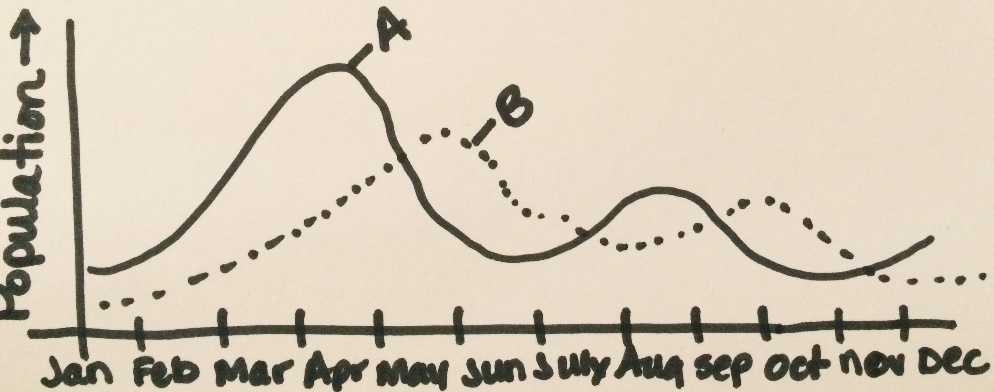 Population →
A
B
Jan Feb Mar Apr May Jun July Aug sep oct nov Dec